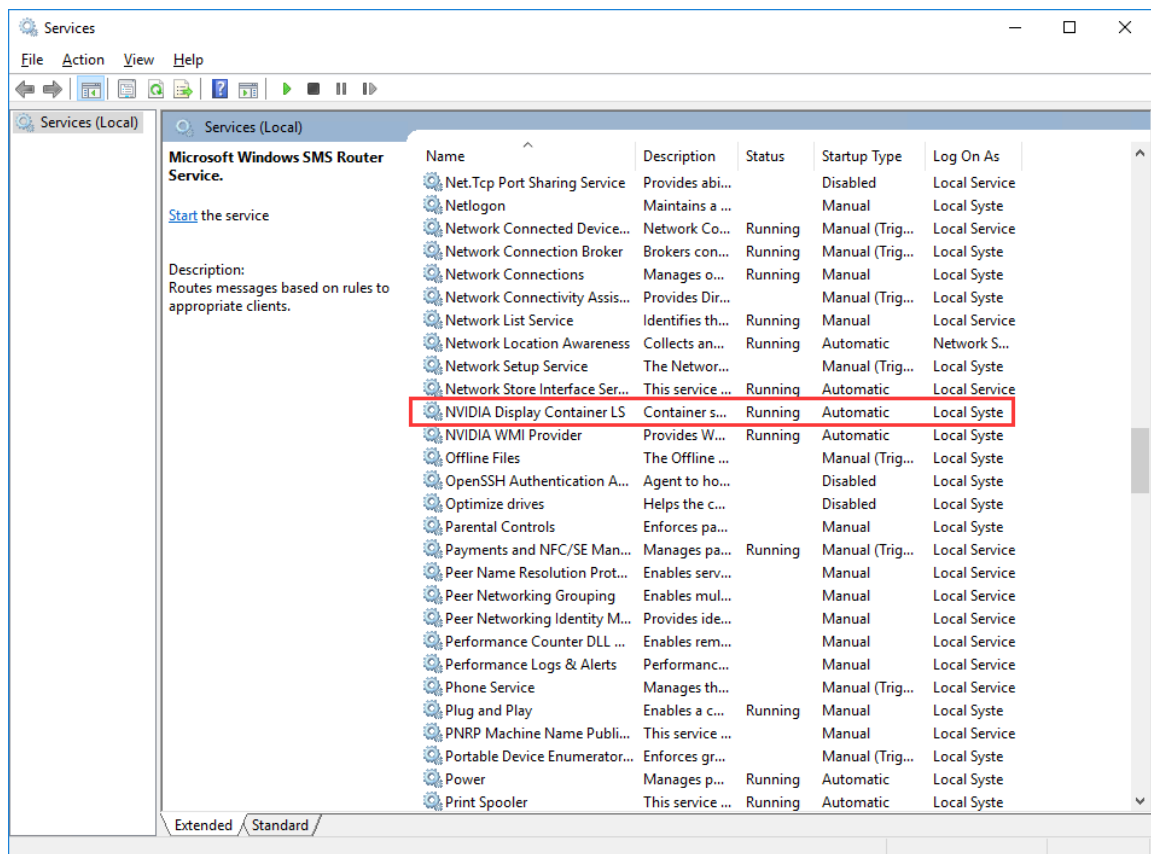 Services
File Action View Help
Services (Local)
Services (Local)
Microsoft Windows SMS Router
Service.
Start the service
Description:
Routes messages based on rules to
appropriate clients.
Name Description Status Startup Type Log On As
Net.Tcp Port Sharing Service Provides abi... Disabled Local Service
Netlogon Maintains a ... Manual Local Syste
Network Connected Device... Network Co... Running Manual (Trig... Local Service
Network Connection Broker Brokers con... Running Manual (Trig... Local Syste
Network Connections Manages o... Running Manual Local Syste
Network Connectivity Assis... Provides Dir... Manual (Trig... Local Syste
Network List Service Identifies th... Running Manual Local Service
Network Location Awareness Collects an... Running Automatic Network S...
Network Setup Service The Networ... Manual (Trig... Local Syste
Network Store Interface Ser... This service ... Running Automatic Local Service
NVIDIA Display Container LS Container s... Running Automatic Local Syste
NVIDIA WMI Provider Provides W... Running Automatic Local Syste
Offline Files The Offline ... Manual (Trig... Local Syste
OpenSSH Authentication A... Agent to ho... Disabled Local Syste
Optimize drives Helps the c... Disabled Local Syste
Parental Controls Enforces pa... Manual Local Syste
Payments and NFC/SE Man... Manages pa... Running Manual (Trig... Local Service
Peer Name Resolution Prot... Enables serv... Manual Local Service
Peer Networking Grouping Enables mul... Manual Local Service
Peer Networking Identity M... Provides ide... Manual Local Service
Performance Counter DLL ... Enables rem... Manual Local Service
Performance Logs & Alerts Performanc... Manual Local Service
Phone Service Manages th... Manual (Trig... Local Service
Plug and Play Enables a c... Running Manual Local Syste
PNRP Machine Name Publi... This service ... Manual Local Service
Portable Device Enumerator... Enforces gr... Manual (Trig... Local Syste
Power Manages p... Running Automatic Local Syste
Print Spooler This service ... Running Automatic Local Syste
Extended Standard